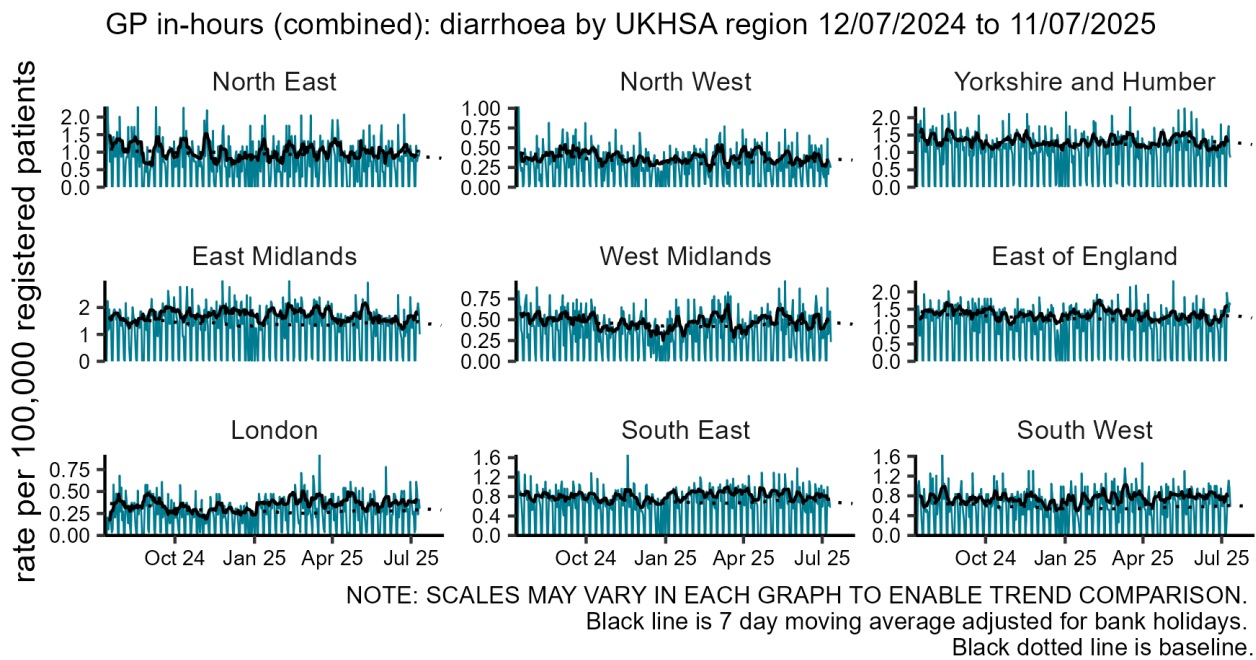 GP in-hours (combined): diarrhoea by UKHSA region 12/07/2024 to 11/07/2025
rate per 100,000 registered patients
North East
2.0
1.5
1.0
0.5
0.0
North West
1.00
0.75
0.50
0.25
0.00
Yorkshire and Humber
2.0
1.5
1.0
0.5
0.0
East Midlands
2
1
0
West Midlands
0.75
0.50
0.25
0.00
East of England
2.0
1.5
1.0
0.5
0.0
London
0.75
0.50
0.25
0.00
Oct 24 Jan 25 Apr 25 Jul 25
South East
1.6
1.2
0.8
0.4
0.0
Oct 24 Jan 25 Apr 25 Jul 25
South West
1.6
1.2
0.8
0.4
0.0
Oct 24 Jan 25 Apr 25 Jul 25
NOTE: SCALES MAY VARY IN EACH GRAPH TO ENABLE TREND COMPARISON.
Black line is 7 day moving average adjusted for bank holidays.
Black dotted line is baseline.